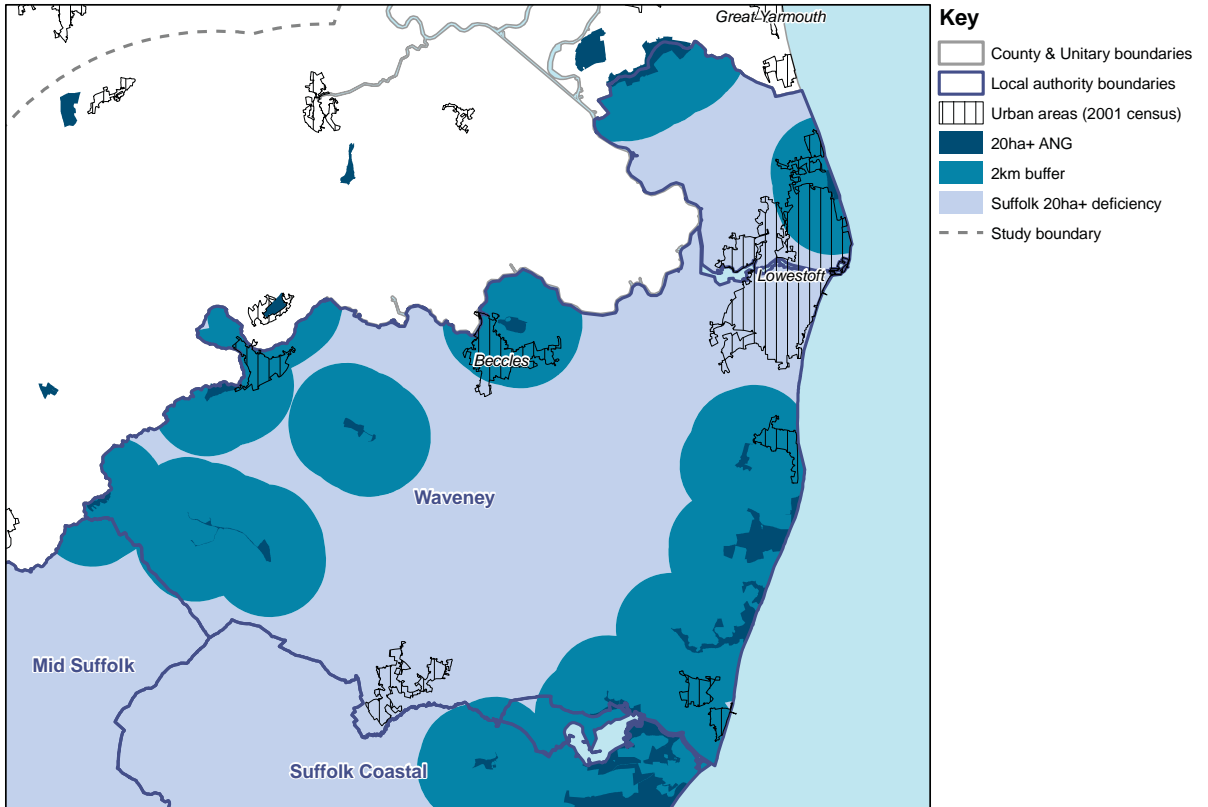 Great Yarmouth
Lowestoft
Beccles
Waveney
Mid Suffolk
Suffolk Coastal
Key
County & Unitary boundaries
Local authority boundaries
Urban areas (2001 census)
20ha+ ANG
2km buffer
Suffolk 20ha+ deficiency
Study boundary